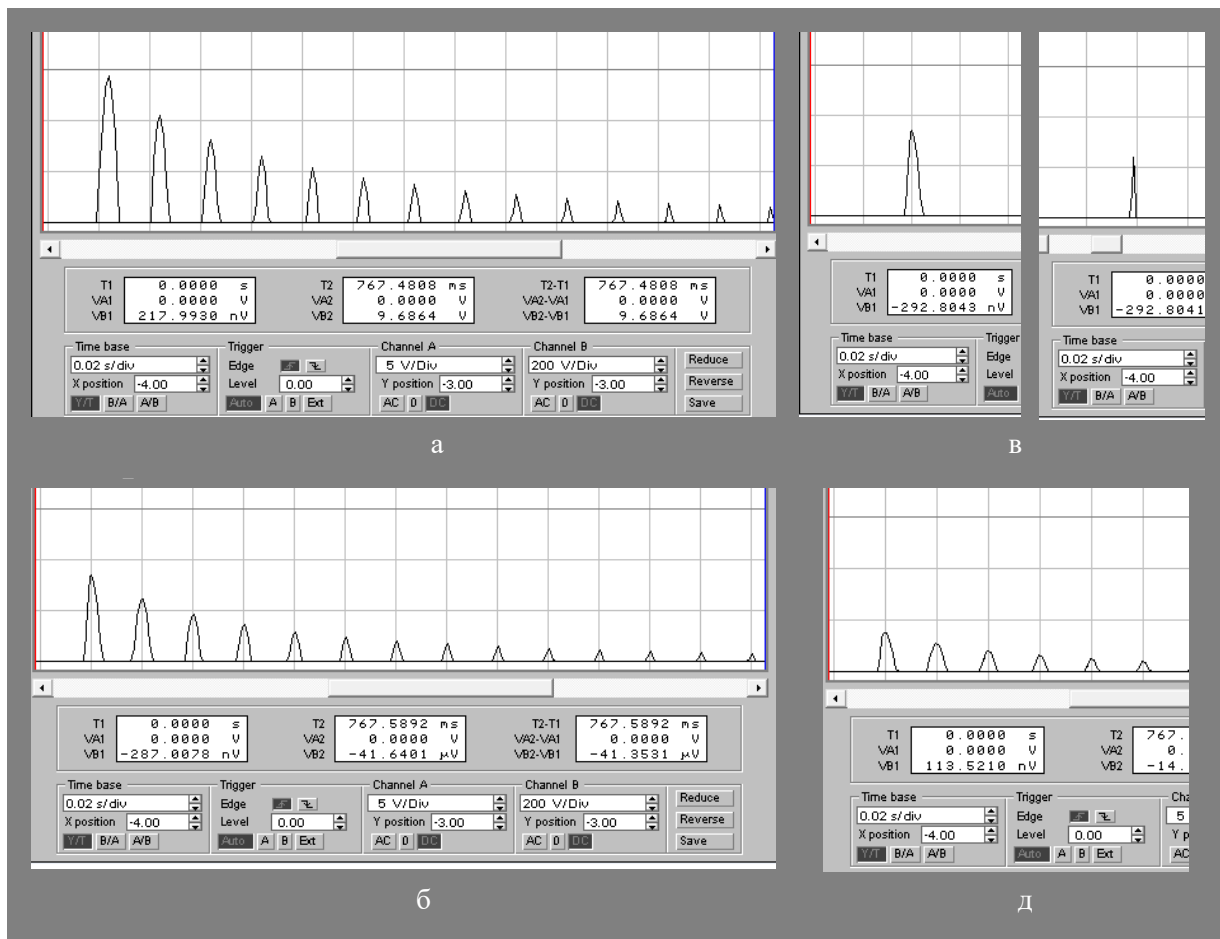 T1 0.0000 s T2 767.4808 ms T2-T1 767.4808 ms
VA1 0.0000 V VA2 0.0000 V VA2-VA1 0.0000 V
VB1 217.9930 nV VB2 9.6864 V VB2-VB1 9.6864 V
Time base Trigger Channel A Channel B
0.02 s/div Edge 5 V/Div 200 V/Div Reduce
X position -4.00 Level 0.00 Y position -3.00 Y position -3.00 Reverse
Y/T B/A A/B Auto A B Ext AC 0 DC AC 0 DC Save
а
T1 0.0000 s
VA1 0.0000 V
VB1 -292.8043 nV
Time base Trigger
0.02 s/div Edge
X position -4.00 Level
Y/T B/A A/B Auto
T1 0.0000
VA1 0.0000
VB1 -292.8041
Time base
0.02 s/div
X position -4.00
Y/T B/A A/B
в
T1 0.0000 s T2 767.5892 ms T2-T1 767.5892 ms
VA1 0.0000 V VA2 0.0000 V VA2-VA1 0.0000 V
VB1 -287.0078 nV VB2 -41.6401 μV VB2-VB1 -41.3531 μV
Time base Trigger Channel A Channel B
0.02 s/div Edge 5 V/Div 200 V/Div Reduce
X position -4.00 Level 0.00 Y position -3.00 Y position -3.00 Reverse
Y/T B/A A/B Auto A B Ext AC 0 DC AC 0 DC Save
б
T1 0.0000 s T2 767.
VA1 0.0000 V VA2 0.
VB1 113.5210 nV VB2 -14.
Time base Trigger Cha
0.02 s/div Edge 5
X position -4.00 Level 0.00 Y p
Y/T B/A A/B Auto A B Ext AC
д